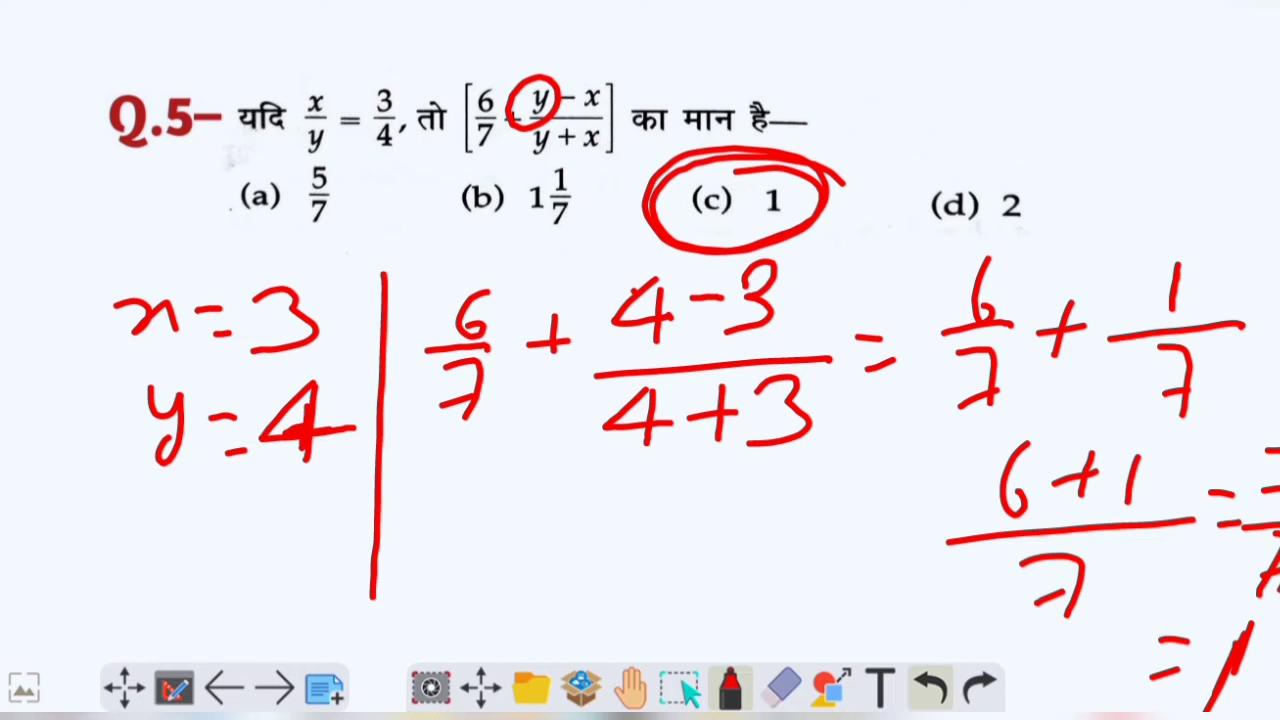 Q.5– यदि x/y = 3/4, तो [6/7 + y − x/y + x] का मान है—
(a) 5/7 (b) 1 1/7 (c) 1 (d) 2
x = 3
y = 4
6/7 + 4 − 3/4 + 3 = 6/7 + 1/7
6 + 1/7 =
= 1
T